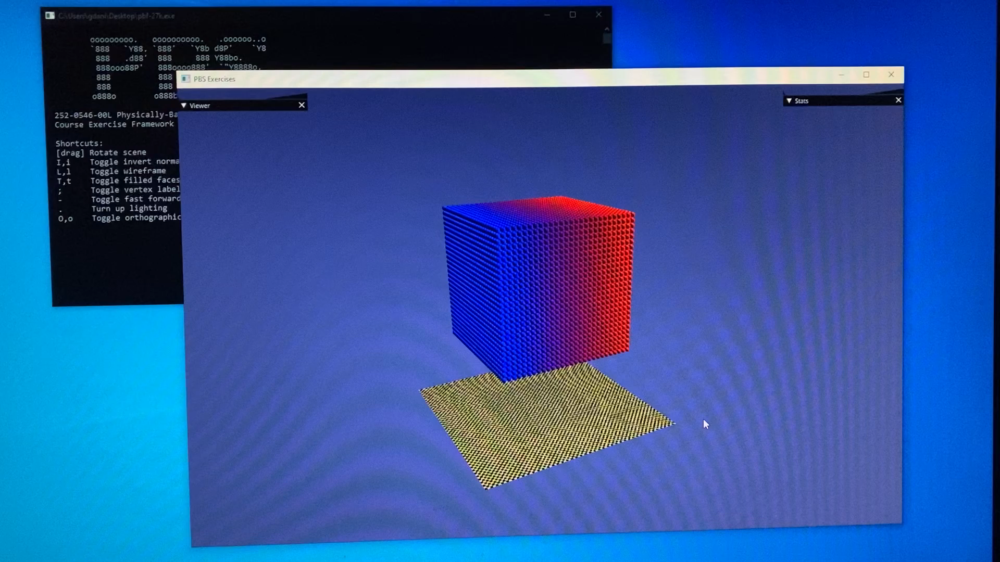 C:\Users\gdani\Desktop\pbf-27k.exe
ooooooooo.   oooooooooo.   .oooooo..o
`888   `Y88. `888'   `Y8b d8P'    `Y8
888   .d88'  888     888 Y88bo.
888ooo88P'   888oooo888'  `"Y8888o.
888          888
888          888
o888o        o888b
252-0546-00L Physically-Ba
Course Exercise Framework
Shortcuts:
[drag] Rotate scene
I,i    Toggle invert norma
L,l    Toggle wireframe
T,t    Toggle filled faces
;      Toggle vertex label
-      Toggle fast forward
.      Turn up lighting
O,o    Toggle orthographic
PBS Exercises
Viewer
Stats